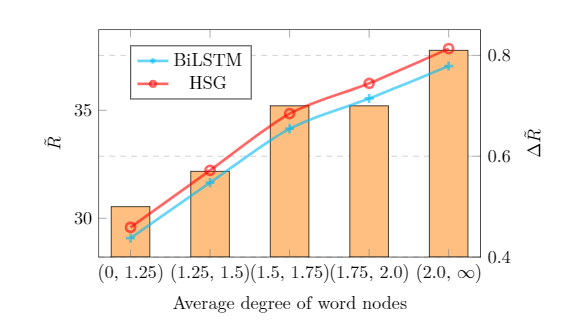 BiLSTM
HSG
35
30
0.8
0.6
0.4
R̃
ΔR̃
(0, 1.25) (1.25, 1.5)(1.5, 1.75)(1.75, 2.0) (2.0, ∞)
Average degree of word nodes